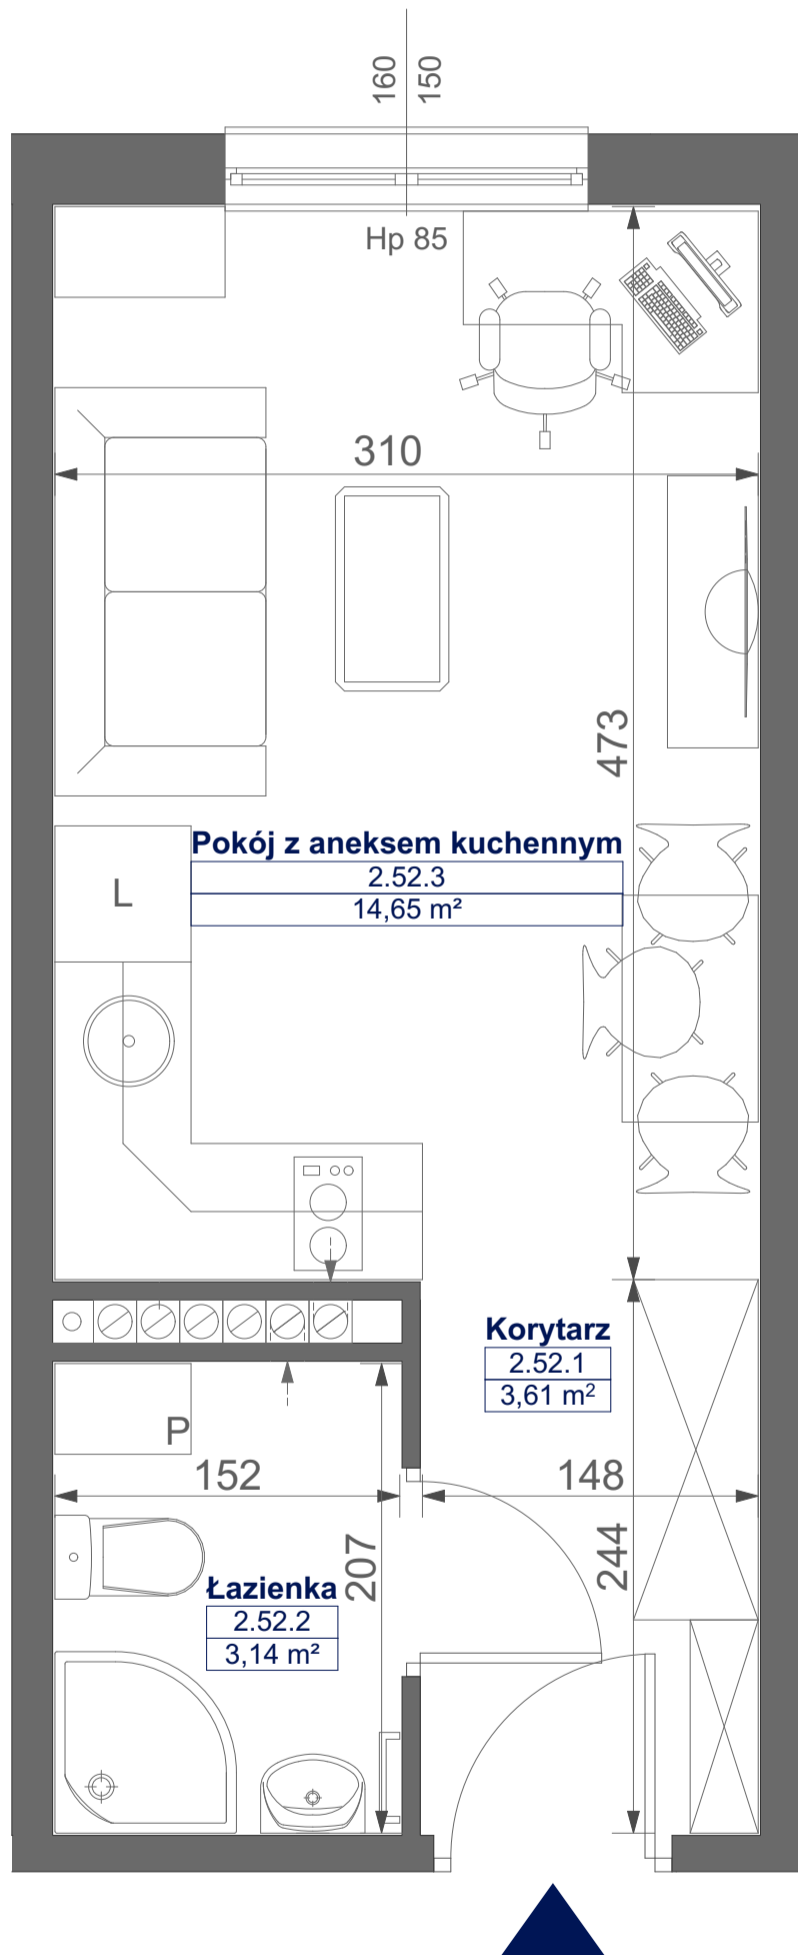 160
150
Hp 85
310
473
Pokój z aneksem kuchennym
2.52.3
14,65 m²
L
Korytarz
2.52.1
3,61 m²
P
152
148
207
244
Łazienka
2.52.2
3,14 m²